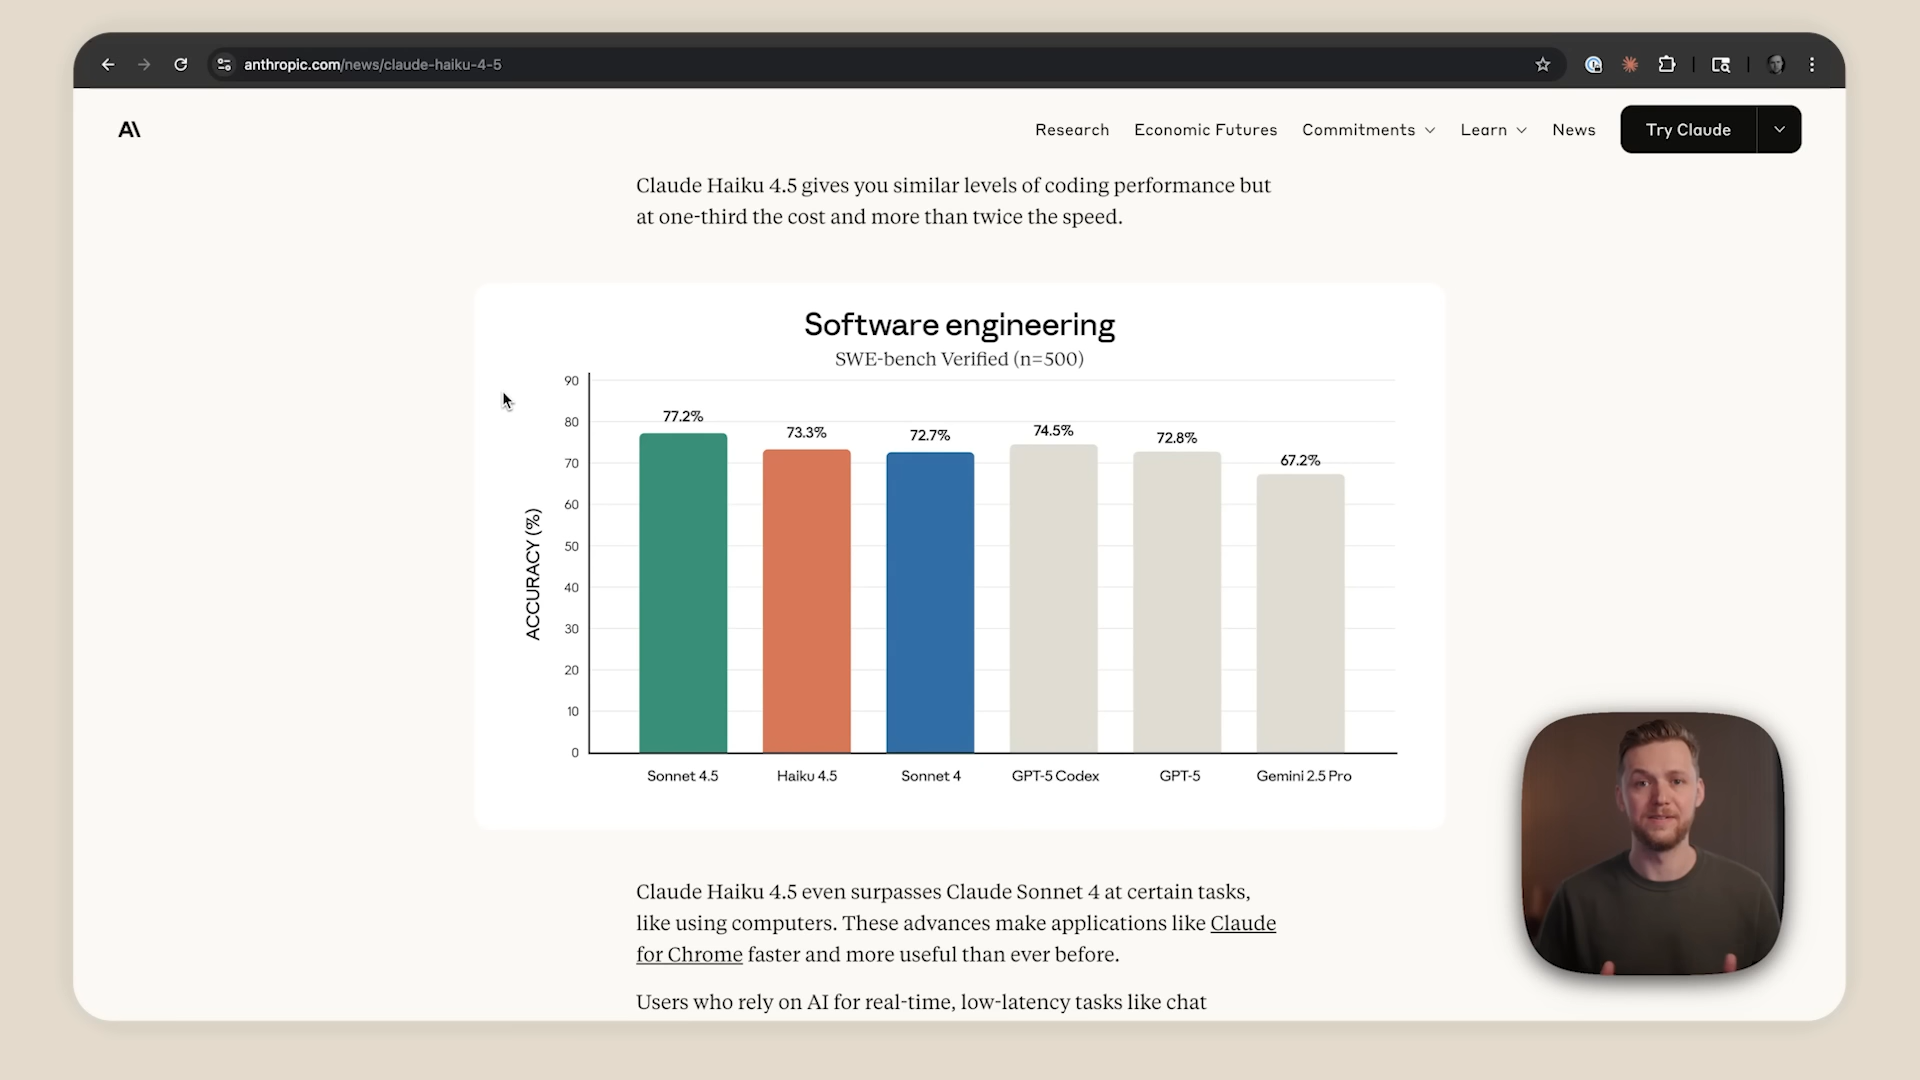 anthropic.com/news/claude-haiku-4-5
A\
Research Economic Futures Commitments Learn News Try Claude
Claude Haiku 4.5 gives you similar levels of coding performance but
at one-third the cost and more than twice the speed.
Software engineering
SWE-bench Verified (n=500)
ACCURACY (%)
90
80
70
60
50
40
30
20
10
0
77.2%
73.3%
72.7%
74.5%
72.8%
67.2%
Sonnet 4.5
Haiku 4.5
Sonnet 4
GPT-5 Codex
GPT-5
Gemini 2.5 Pro
Claude Haiku 4.5 even surpasses Claude Sonnet 4 at certain tasks,
like using computers. These advances make applications like Claude
for Chrome faster and more useful than ever before.
Users who rely on AI for real-time, low-latency tasks like chat